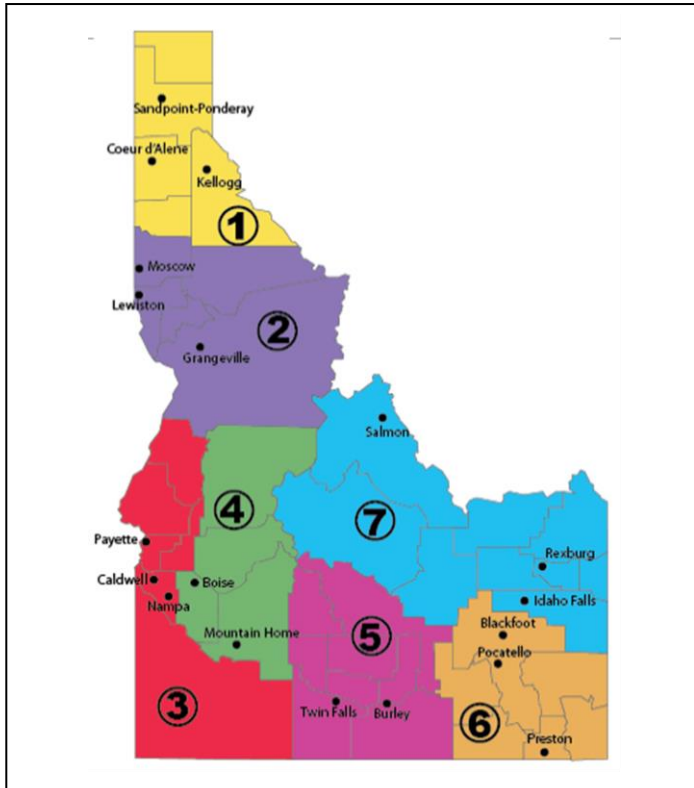 Sandpoint-Ponderay
Coeur d'Alene
Kellogg
1
Moscow
Lewiston
2
Grangeville
Salmon
4
7
Payette
Rexburg
Caldwell
Boise
Nampa
Idaho Falls
Blackfoot
Mountain Home
5
Pocatello
3
Twin Falls
Burley
6
Preston